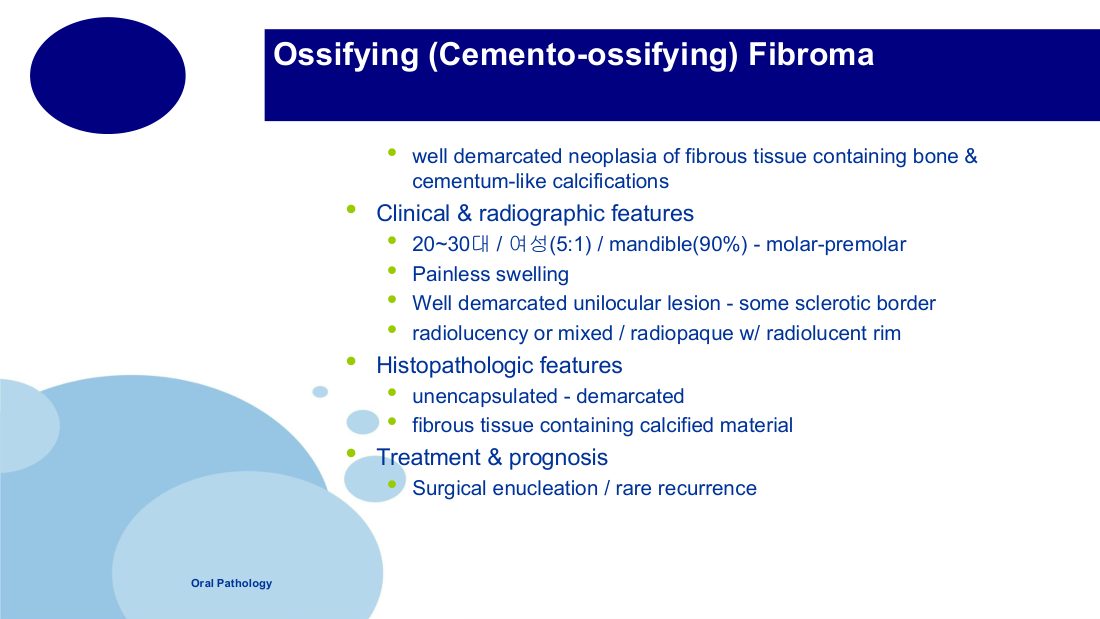 Ossifying (Cemento-ossifying) Fibroma
well demarcated neoplasia of fibrous tissue containing bone &
cementum-like calcifications
Clinical & radiographic features
20~30대 / 여성(5:1) / mandible(90%) - molar-premolar
Painless swelling
Well demarcated unilocular lesion - some sclerotic border
radiolucency or mixed / radiopaque w/ radiolucent rim
Histopathologic features
unencapsulated - demarcated
fibrous tissue containing calcified material
Treatment & prognosis
Surgical enucleation / rare recurrence
Oral Pathology